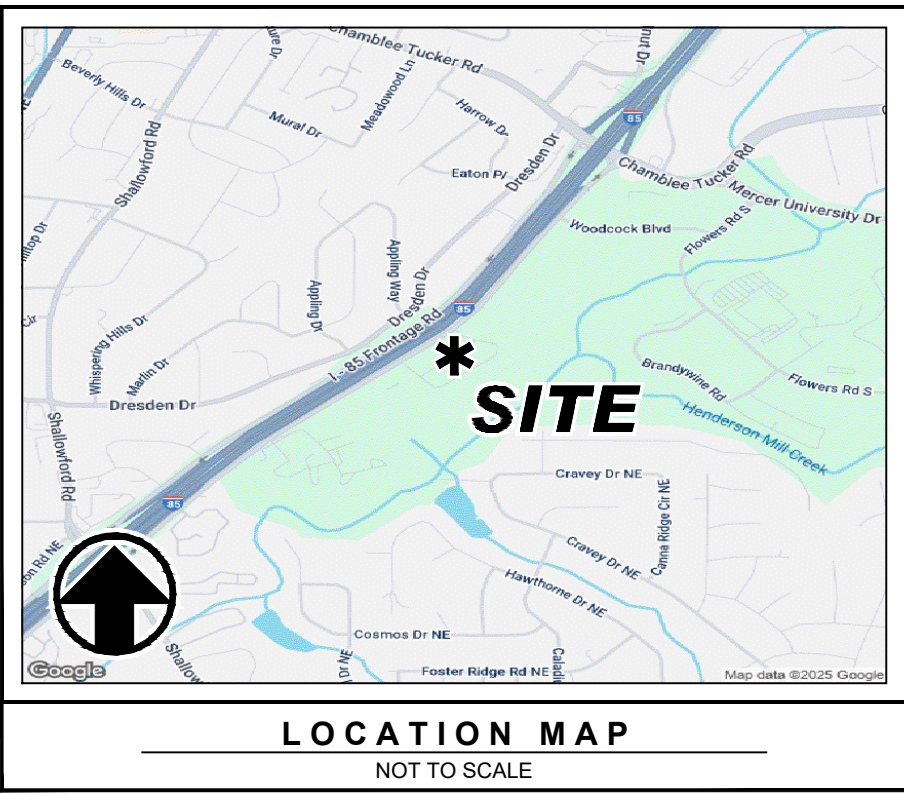 Chamblee Tucker Rd
Beverly Hills Dr
Meadowood Ln
Harrow Dr
Mural Dr
85
Shallowford Rd
Dresden Dr
Eaton Pl
Chamblee Tucker Rd
Mercer University Dr
Woodcock Blvd
Flowers Rd S
Appling Way
Appling Dr
Dresden Dr
85
I - 85 Frontage Rd
Whispering Hills Dr
Martin Dr
Brandywine Rd
Flowers Rd S
SITE
Dresden Dr
Henderson Mill Creek
Shallowford Rd
Cravey Dr NE
85
Canna Ridge Cir NE
Cravey Dr NE
Hawthorne Dr NE
Cosmos Dr NE
Foster Ridge Rd NE
Google
Map data ©2025 Google
LOCATION MAP
NOT TO SCALE